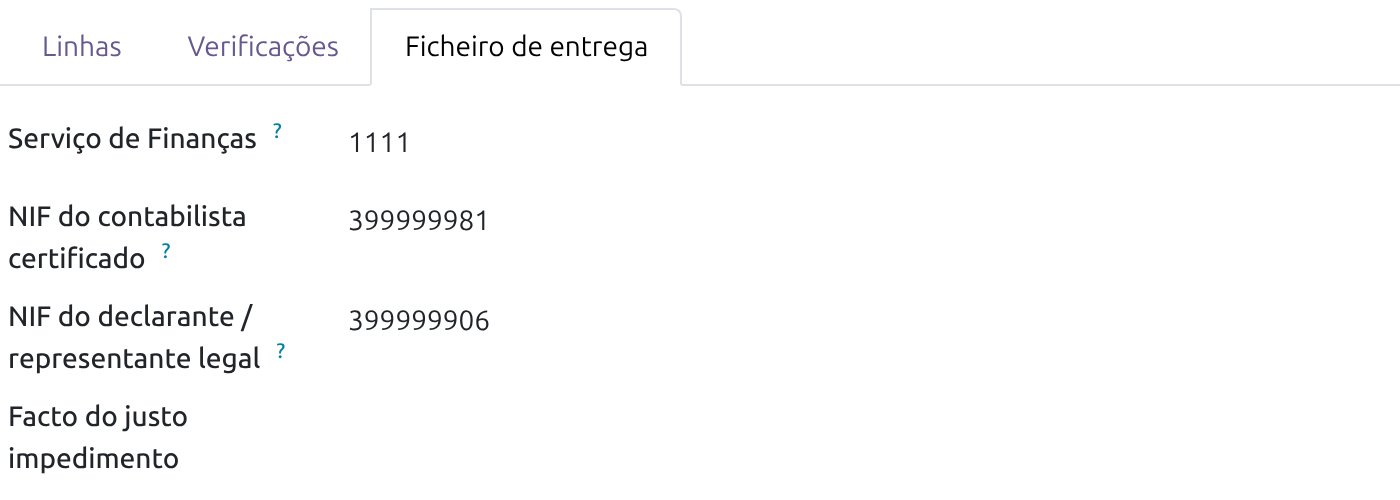 Linhas Verificações Ficheiro de entrega
Serviço de Finanças ? 1111
NIF do contabilista 399999981
certificado ?
NIF do declarante / 399999906
representante legal ?
Facto do justo
impedimento